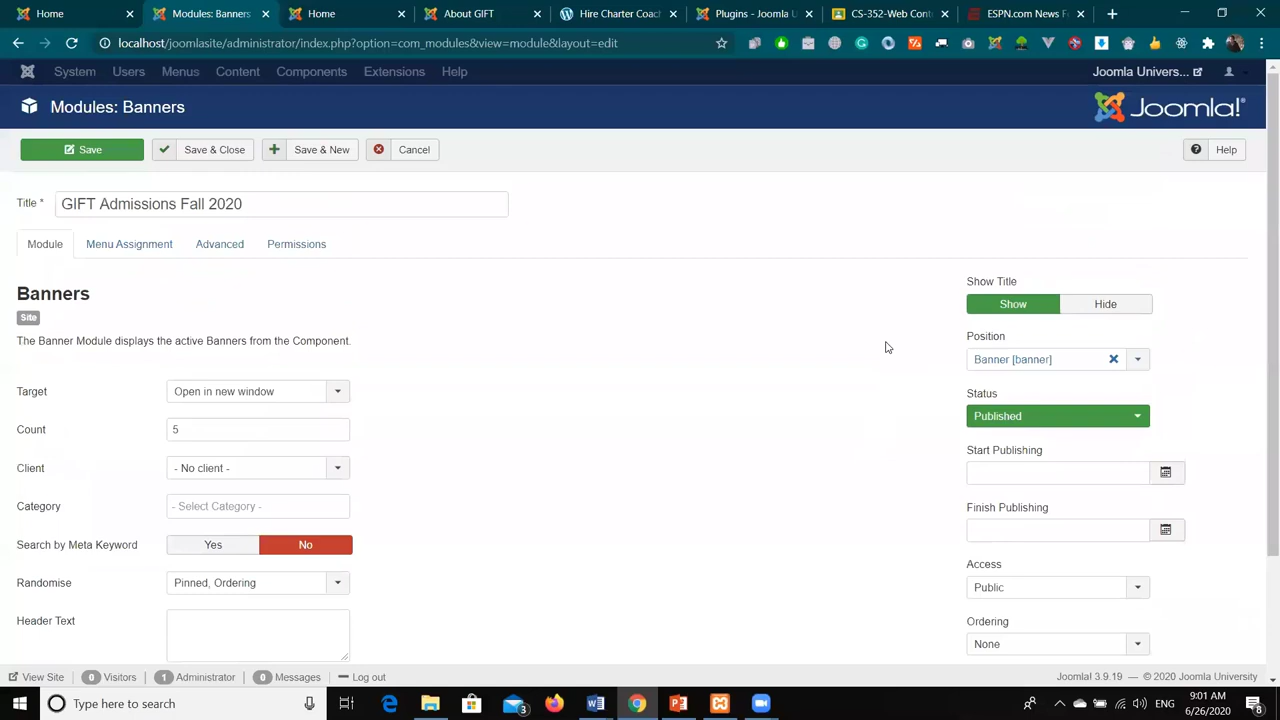 Home
Modules: Banners
Home
About GIFT
Hire Charter Coac
Plugins - Joomla U
CS-352-Web Cont
ESPN.com News F
localhost/joomlasite/administrator/index.php?option=com_modules&view=module&layout=edit
System Users Menus Content Components Extensions Help
Joomla Univers...
Modules: Banners
Joomla!®
Save
Save & Close
Save & New
Cancel
Help
Title * GIFT Admissions Fall 2020
Module Menu Assignment Advanced Permissions
Banners
Site
The Banner Module displays the active Banners from the Component.
Target Open in new window
Count 5
Client - No client -
Category - Select Category -
Search by Meta Keyword Yes No
Randomise Pinned, Ordering
Header Text
Show Title
Show Hide
Position
Banner [banner]
Status
Published
Start Publishing
Finish Publishing
Access
Public
Ordering
None
View Site 0 Visitors 1 Administrator 0 Messages Log out
Joomla! 3.9.19 — © 2020 Joomla University
Type here to search
3
ENG
9:01 AM
6/26/2020
8